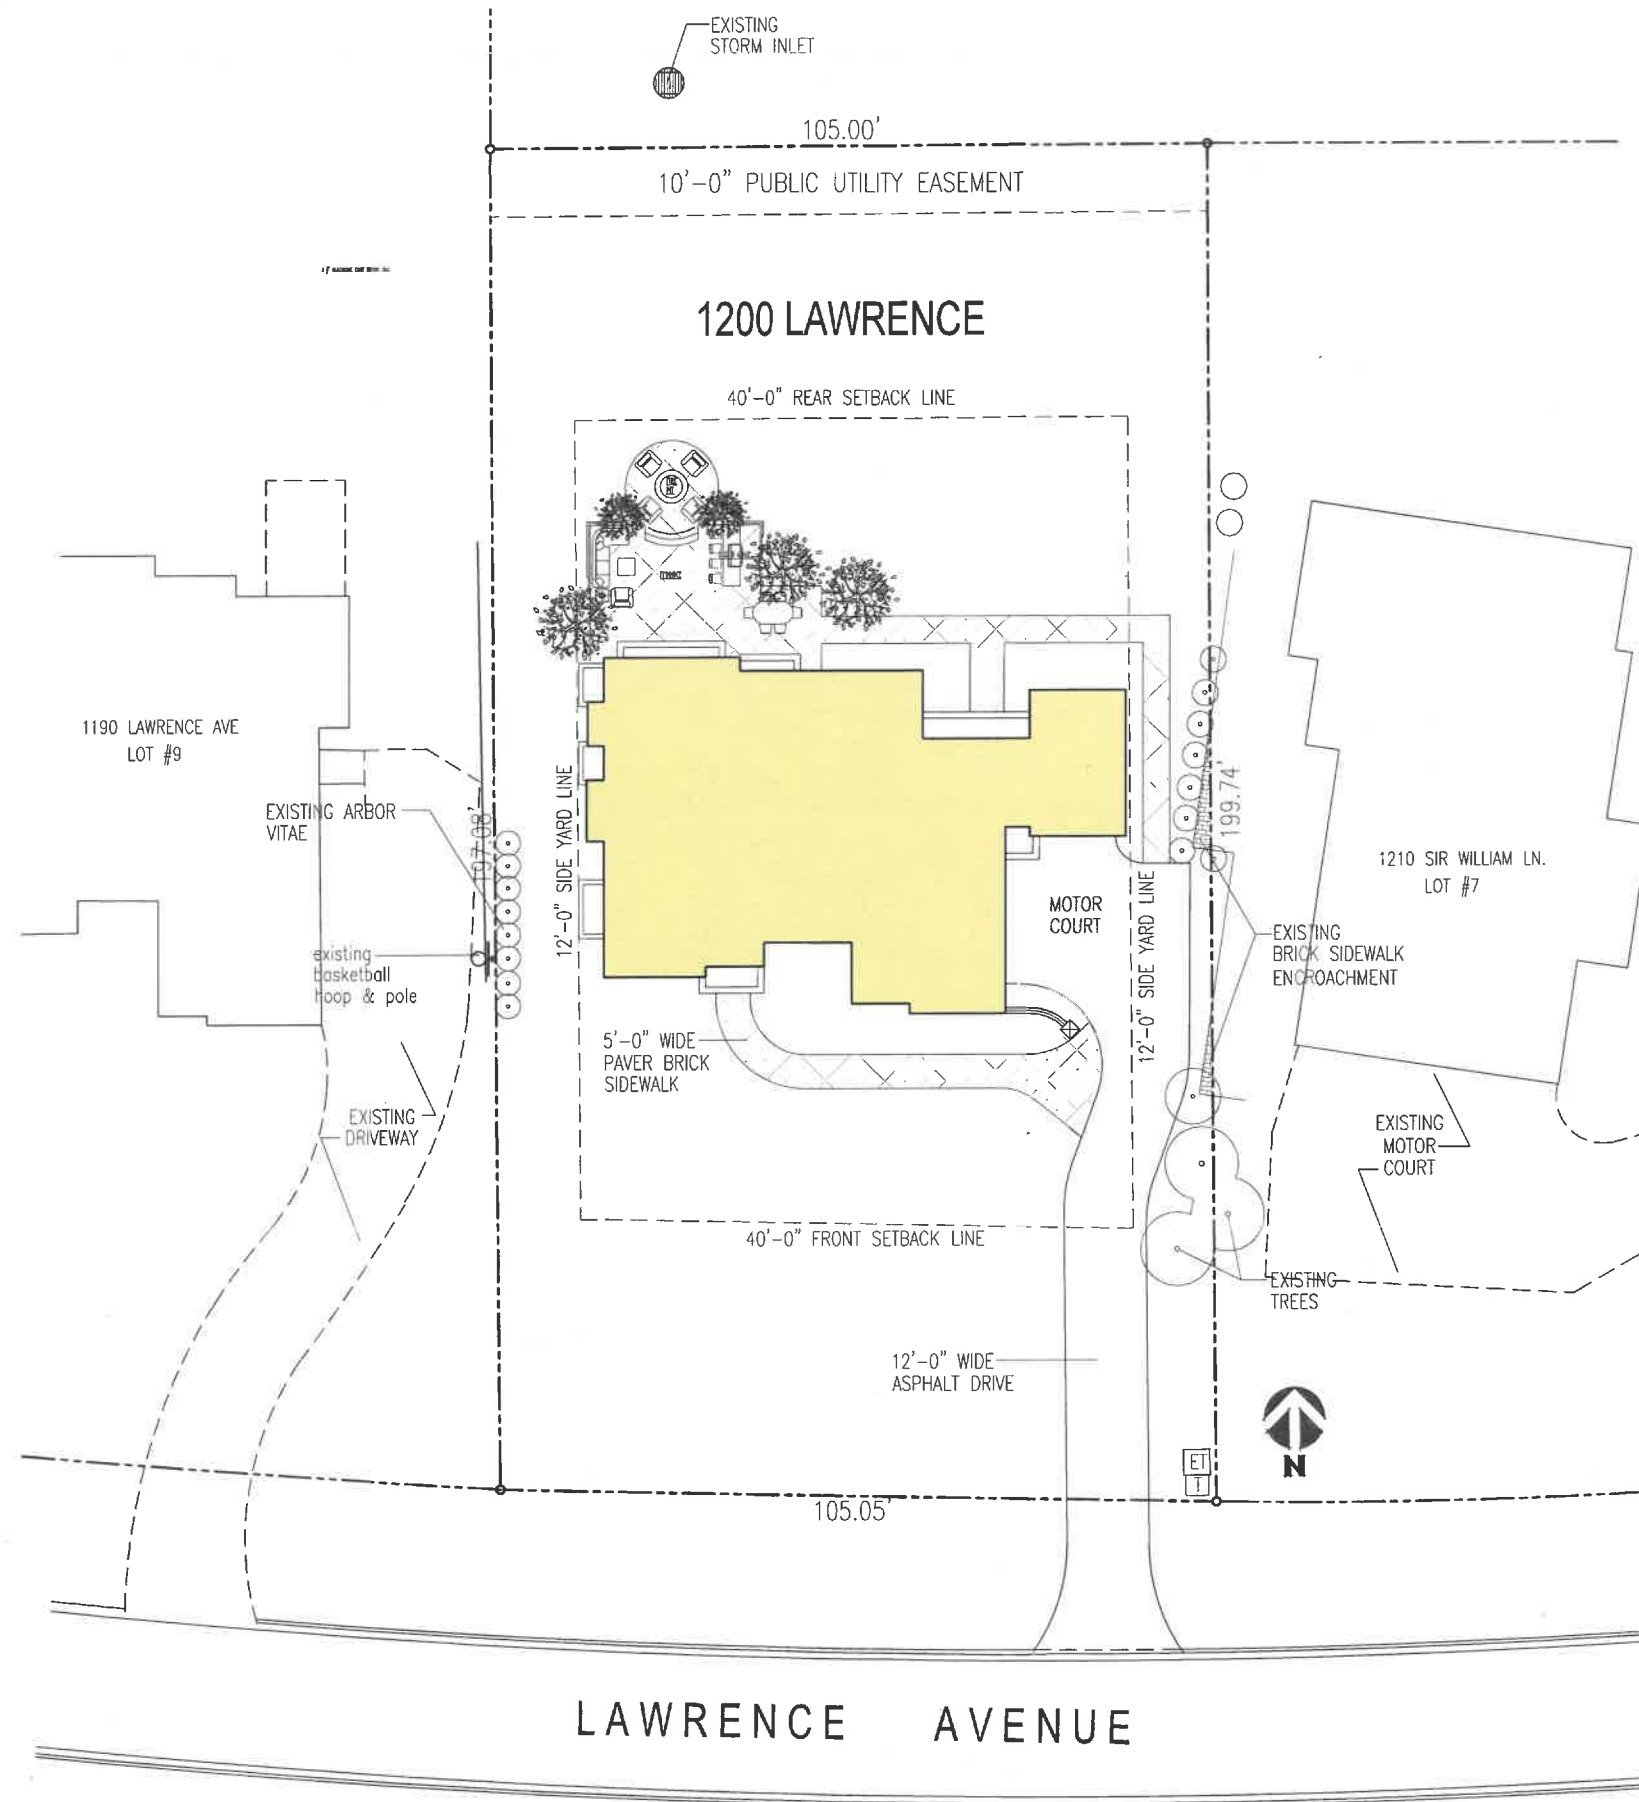 EXISTING
STORM INLET
105.00'
10'-0" PUBLIC UTILITY EASEMENT
1200 LAWRENCE
40'-0" REAR SETBACK LINE
1190 LAWRENCE AVE
LOT #9
EXISTING ARBOR
VITAE
197.08'
12'-0" SIDE YARD LINE
199.74'
1210 SIR WILLIAM LN.
LOT #7
MOTOR
COURT
12'-0" SIDE YARD LINE
EXISTING
BRICK SIDEWALK
ENCROACHMENT
existing
basketball
hoop & pole
5'-0" WIDE
PAVER BRICK
SIDEWALK
EXISTING
DRIVEWAY
EXISTING
MOTOR
COURT
40'-0" FRONT SETBACK LINE
EXISTING
TREES
12'-0" WIDE
ASPHALT DRIVE
ET
T
N
105.05'
LAWRENCE AVENUE